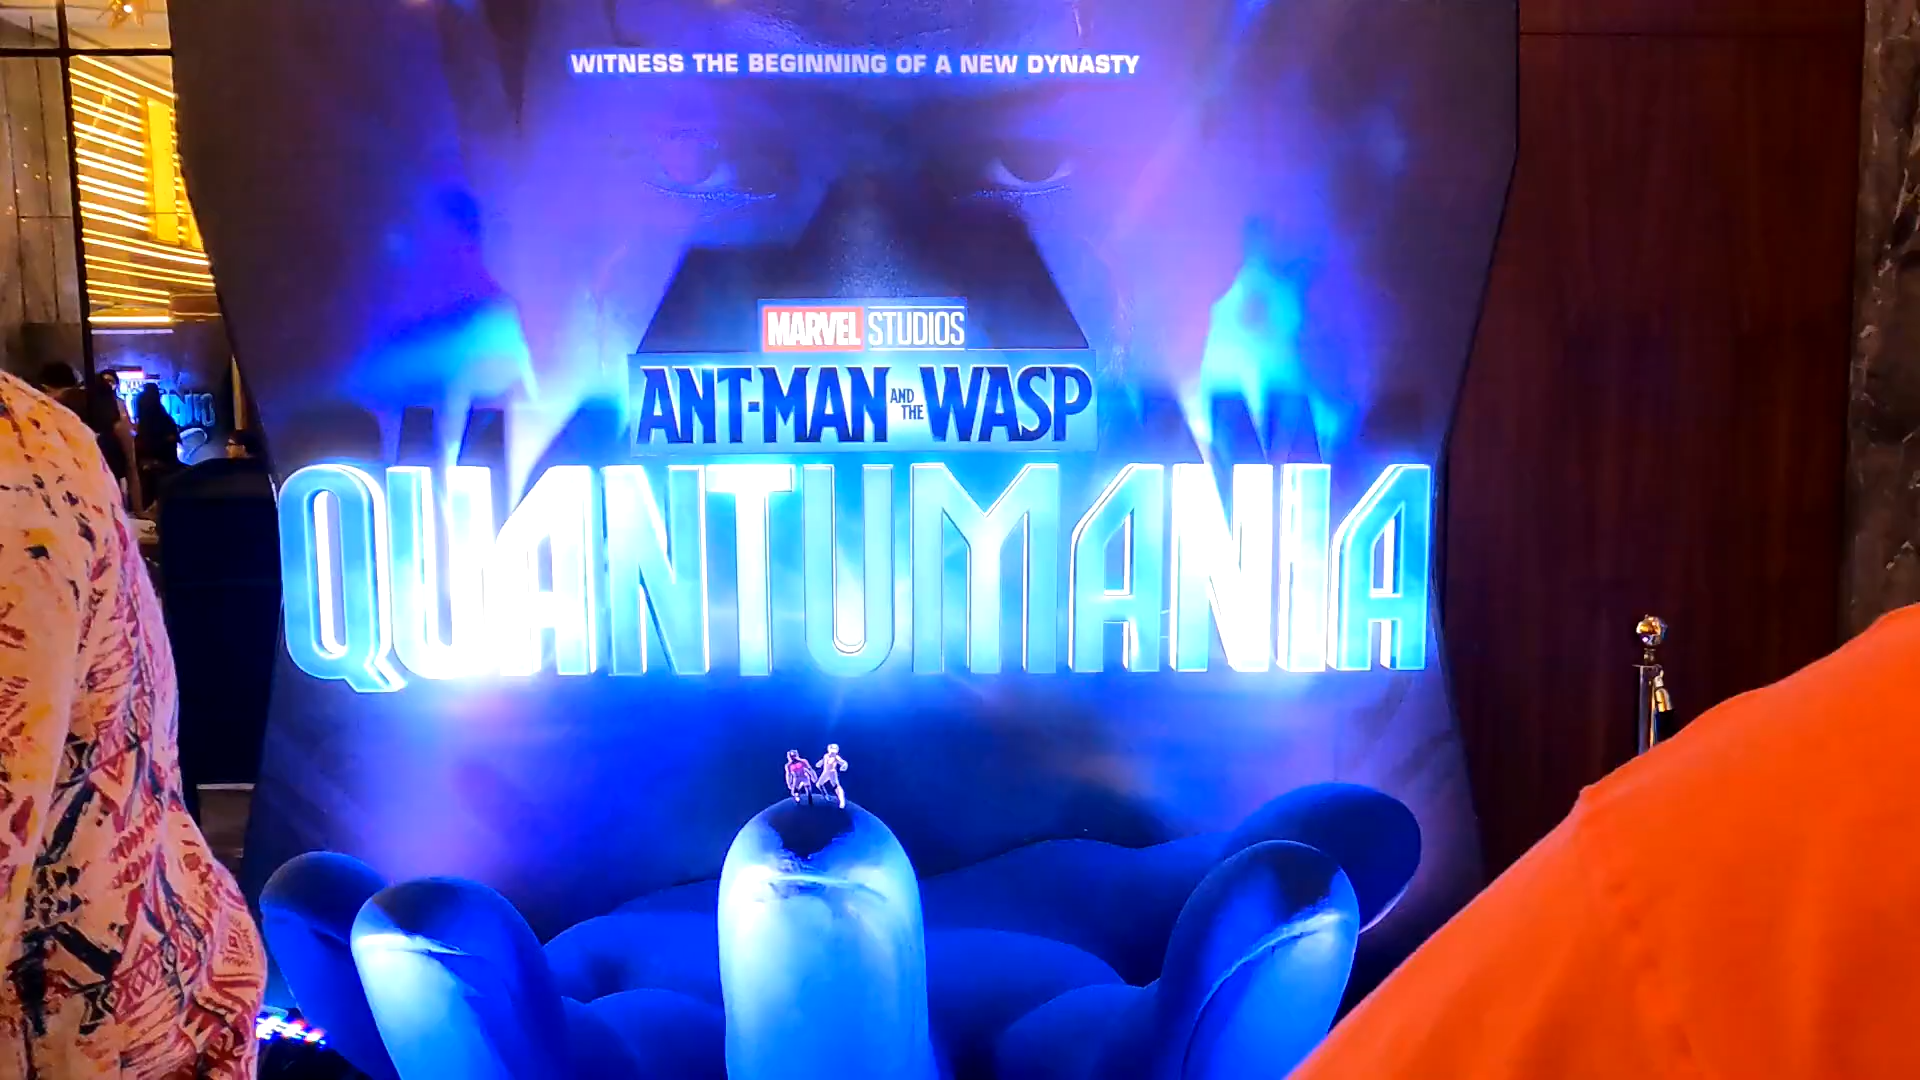 WITNESS THE BEGINNING OF A NEW DYNASTY
MARVEL STUDIOS
ANT-MAN AND THE WASP
QUANTUMANIA